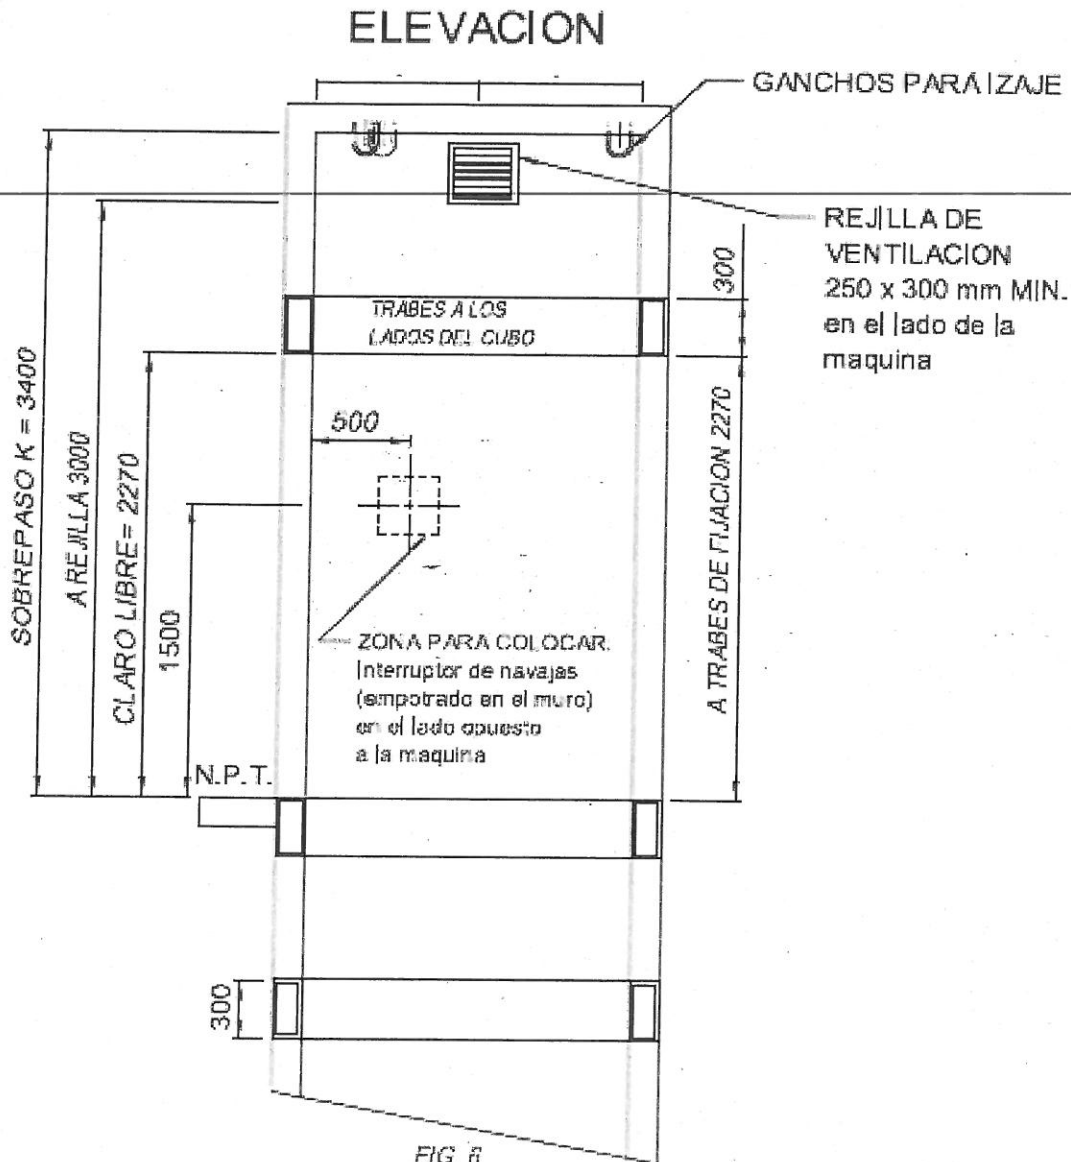 ELEVACION
GANCHOS PARA IZAJE
REJILLA DE
VENTILACION
250 x 300 mm MIN.
en el lado de la
maquina
300
TRABES A LOS
LADOS DEL CUBO
SOBREPASO K = 3400
A REJILLA 3000
CLARO LIBRE = 2270
1500
500
A TRABES DE FIJACION 2270
ZONA PARA COLOCAR.
Interruptor de navajas
(empotrado en el muro)
en el lado opuesto
a la maquina
N.P.T.
300
FIG.